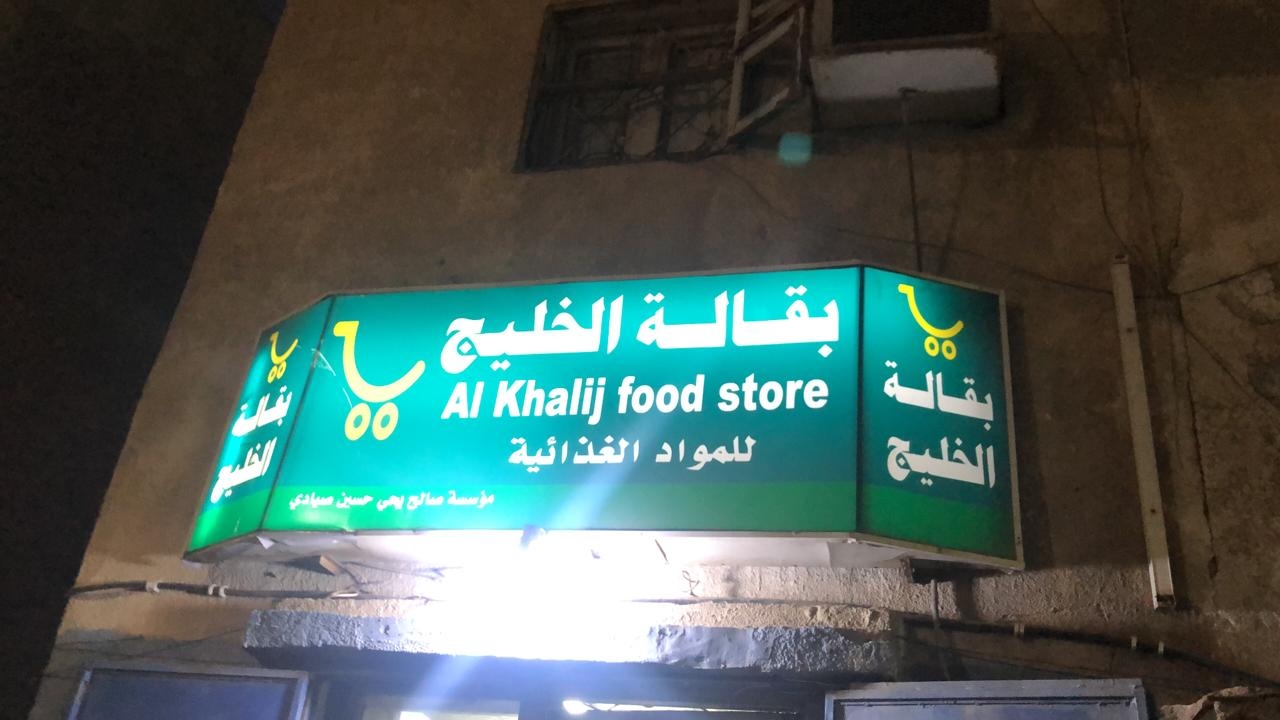 بقالة الخليج
Al Khalij food store
للمواد الغذائية
مؤسسة صالح يحي حسين صيادي
بقالة
الخليج
بقالة
الخليج